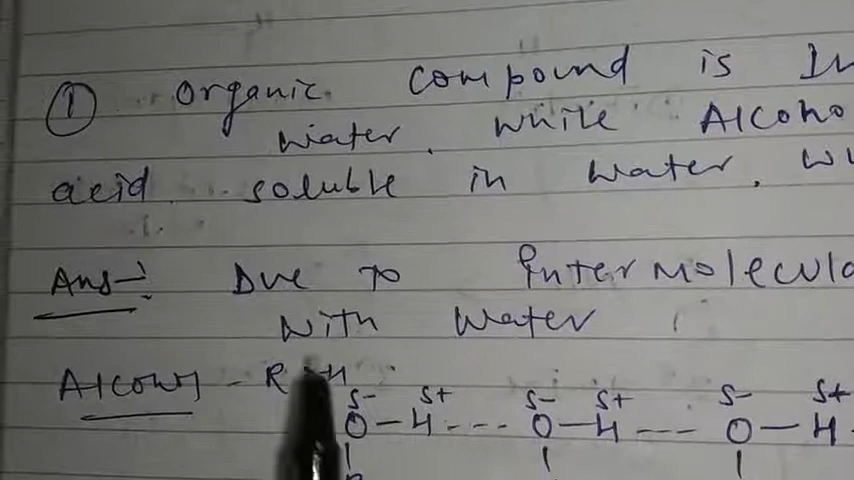 ① Organic compound is In
water. while Alcoho
acid soluble in water. wh
Ans:- Due to Intermolecula
with water
Alcohol - R
δ- δ+ δ- δ+ δ- δ+
O-H---O-H---O-H